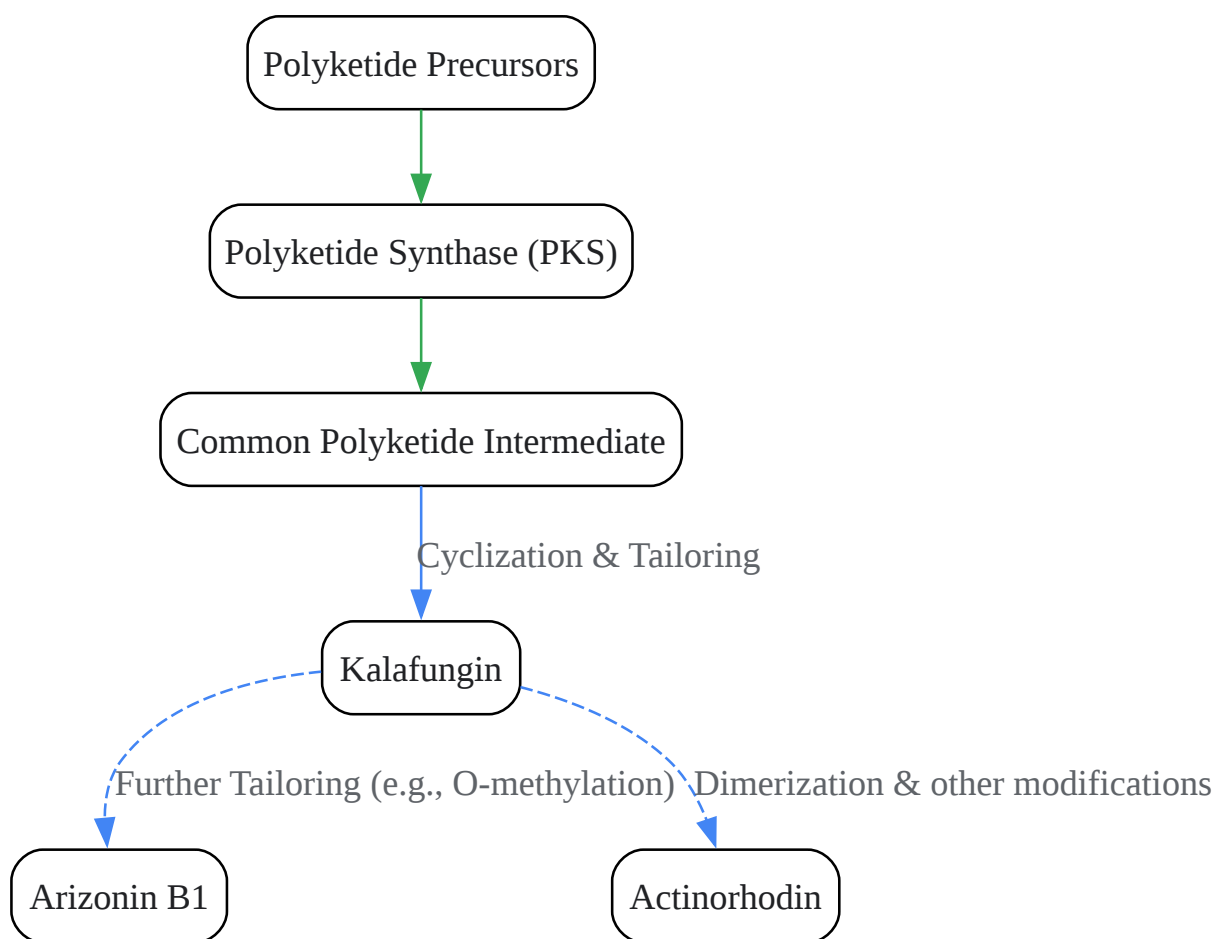 Polyketide Precursors
Polyketide Synthase (PKS)
Common Polyketide Intermediate
Cyclization & Tailoring
Kalafungin
Further Tailoring (e.g., O-methylation)
Dimerization & other modifications
Arizonin B1
Actinorhodin